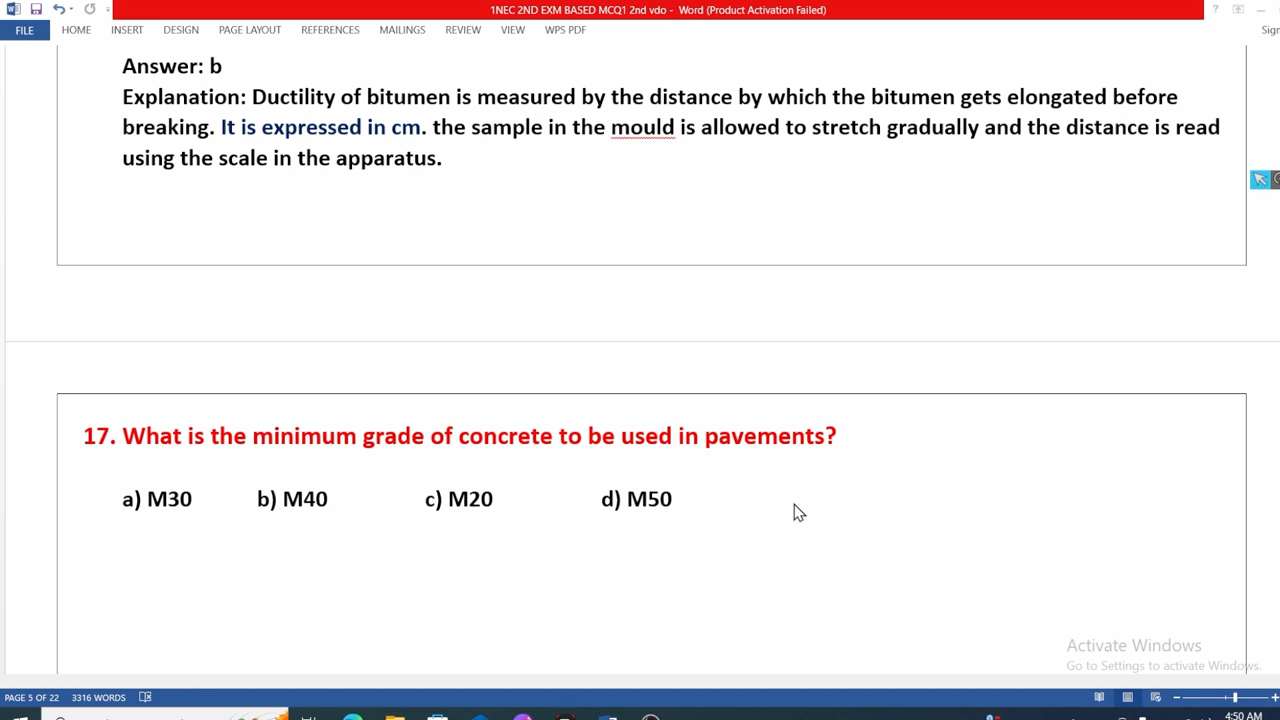 1NEC 2ND EXM BASED MCQ1 2nd vdo - Word (Product Activation Failed)
FILE HOME INSERT DESIGN PAGE LAYOUT REFERENCES MAILINGS REVIEW VIEW WPS PDF Sign
Answer: b
Explanation: Ductility of bitumen is measured by the distance by which the bitumen gets elongated before
breaking. It is expressed in cm. the sample in the mould is allowed to stretch gradually and the distance is read
using the scale in the apparatus.
17. What is the minimum grade of concrete to be used in pavements?
a) M30 b) M40 c) M20 d) M50
Activate Windows
Go to Settings to activate Windows.
PAGE 5 OF 22 3316 WORDS
4:50 AM